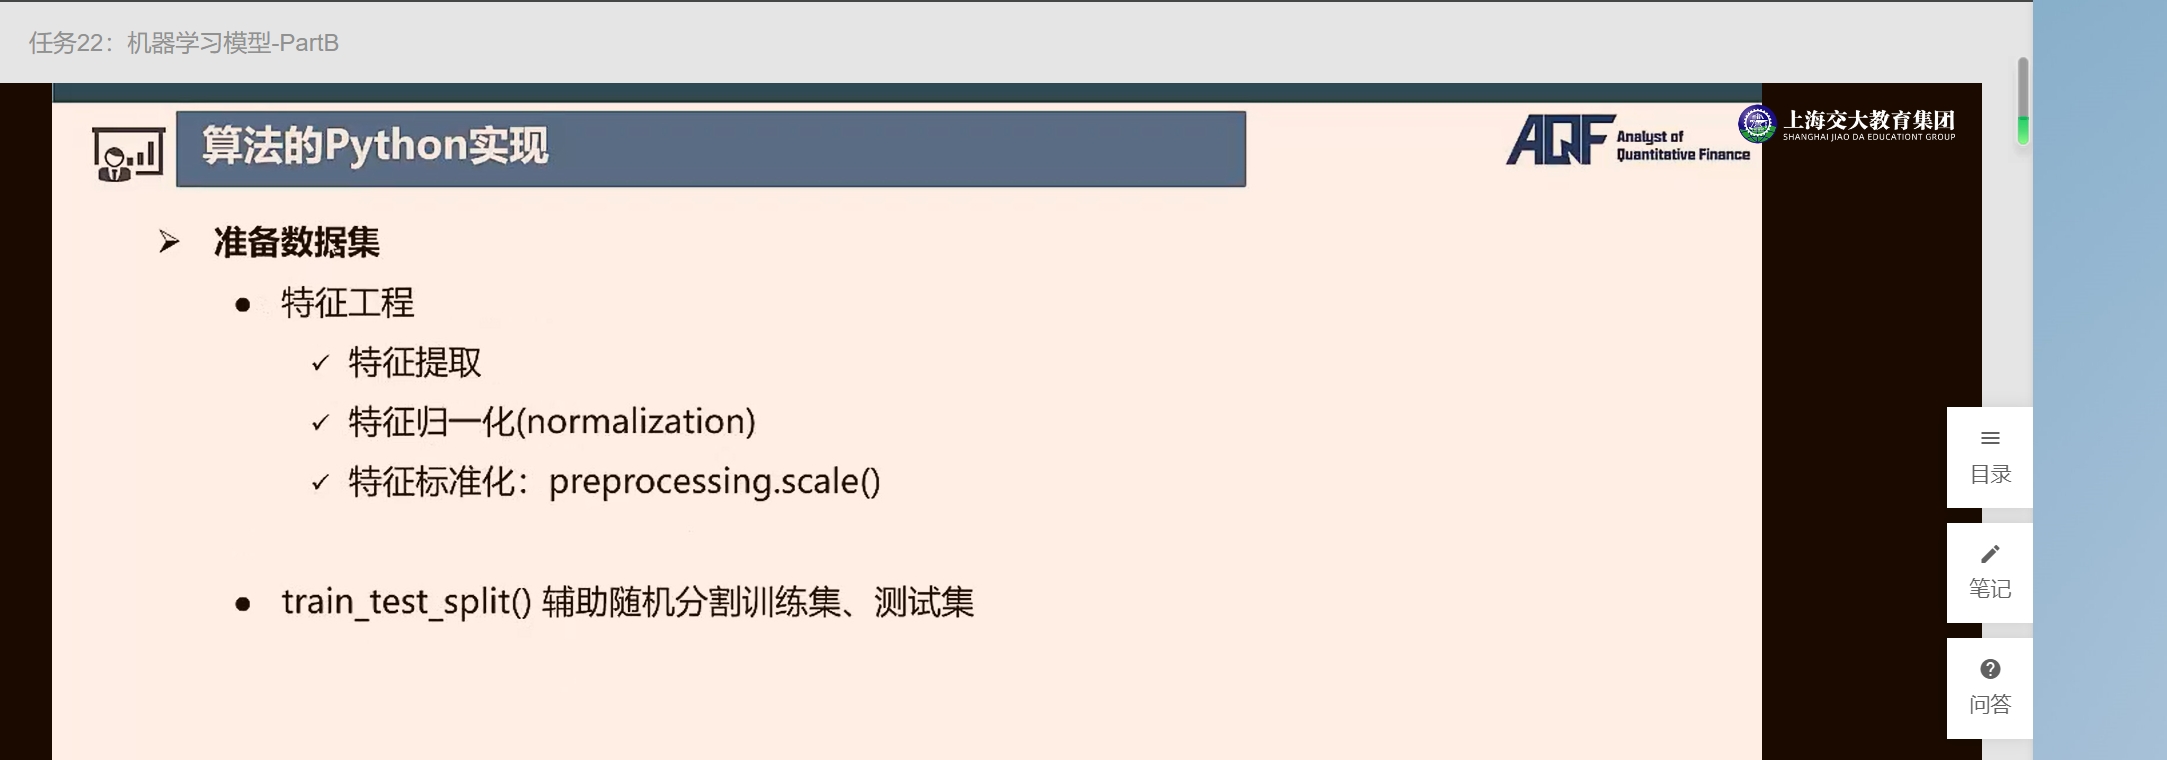 任务22：机器学习模型-PartB
算法的Python实现
AQF Analyst of
Quantitative Finance
上海交大教育集团
SHANGHAI JIAO DA EDUCATIONT GROUP
➢ 准备数据集
● 特征工程
✓ 特征提取
✓ 特征归一化(normalization)
✓ 特征标准化：preprocessing.scale()
● train_test_split() 辅助随机分割训练集、测试集
目录
笔记
问答